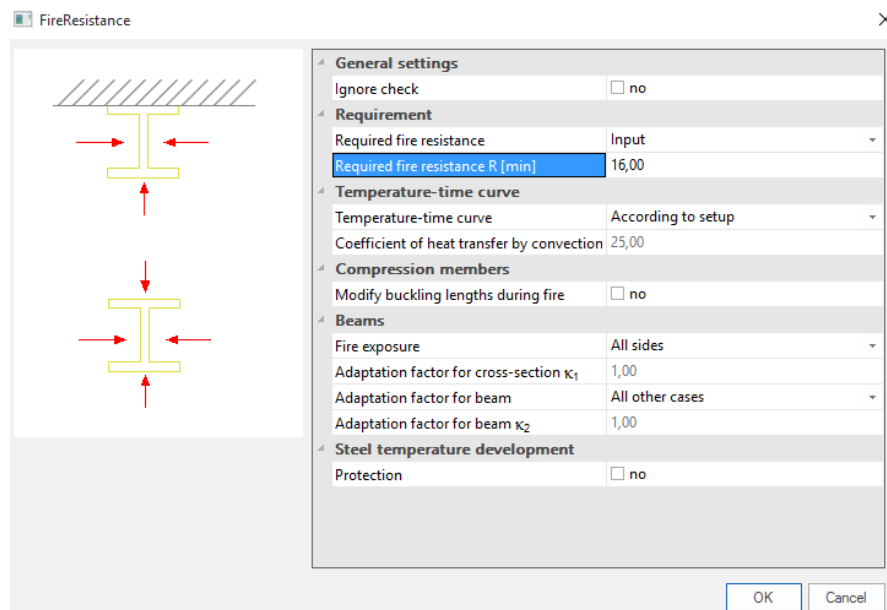 FireResistance
General settings
Ignore check no
Requirement
Required fire resistance Input
Required fire resistance R [min] 16,00
Temperature-time curve
Temperature-time curve According to setup
Coefficient of heat transfer by convection 25,00
Compression members
Modify buckling lengths during fire no
Beams
Fire exposure All sides
Adaptation factor for cross-section κ1 1,00
Adaptation factor for beam All other cases
Adaptation factor for beam κ2 1,00
Steel temperature development
Protection no
OK Cancel